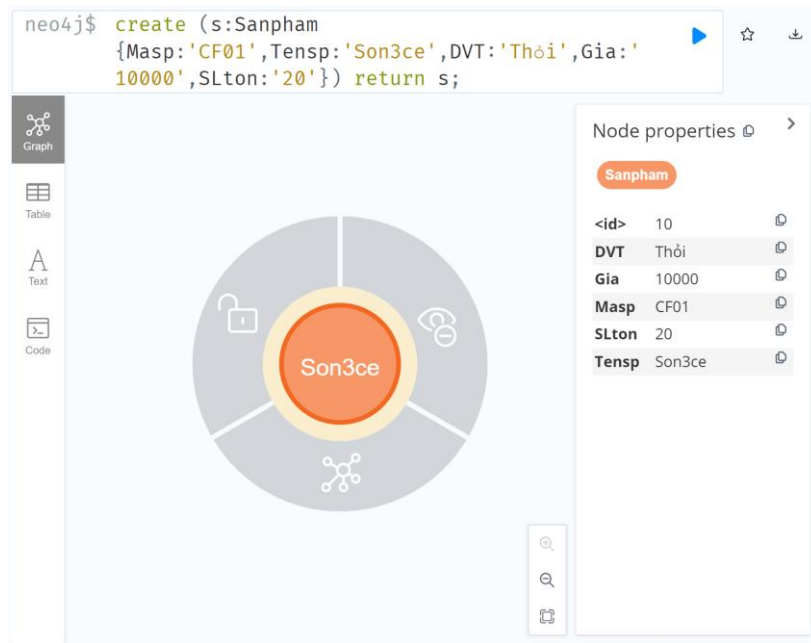 neo4j$ create (s:Sanpham
{Masp:'CF01',Tensp:'Son3ce',DVT:'Thỏi',Gia:'
10000',SLton:'20'}) return s;
Graph
Table
Text
Code
Son3ce
Node properties
Sanpham
<id> 10
DVT Thỏi
Gia 10000
Masp CF01
SLton 20
Tensp Son3ce